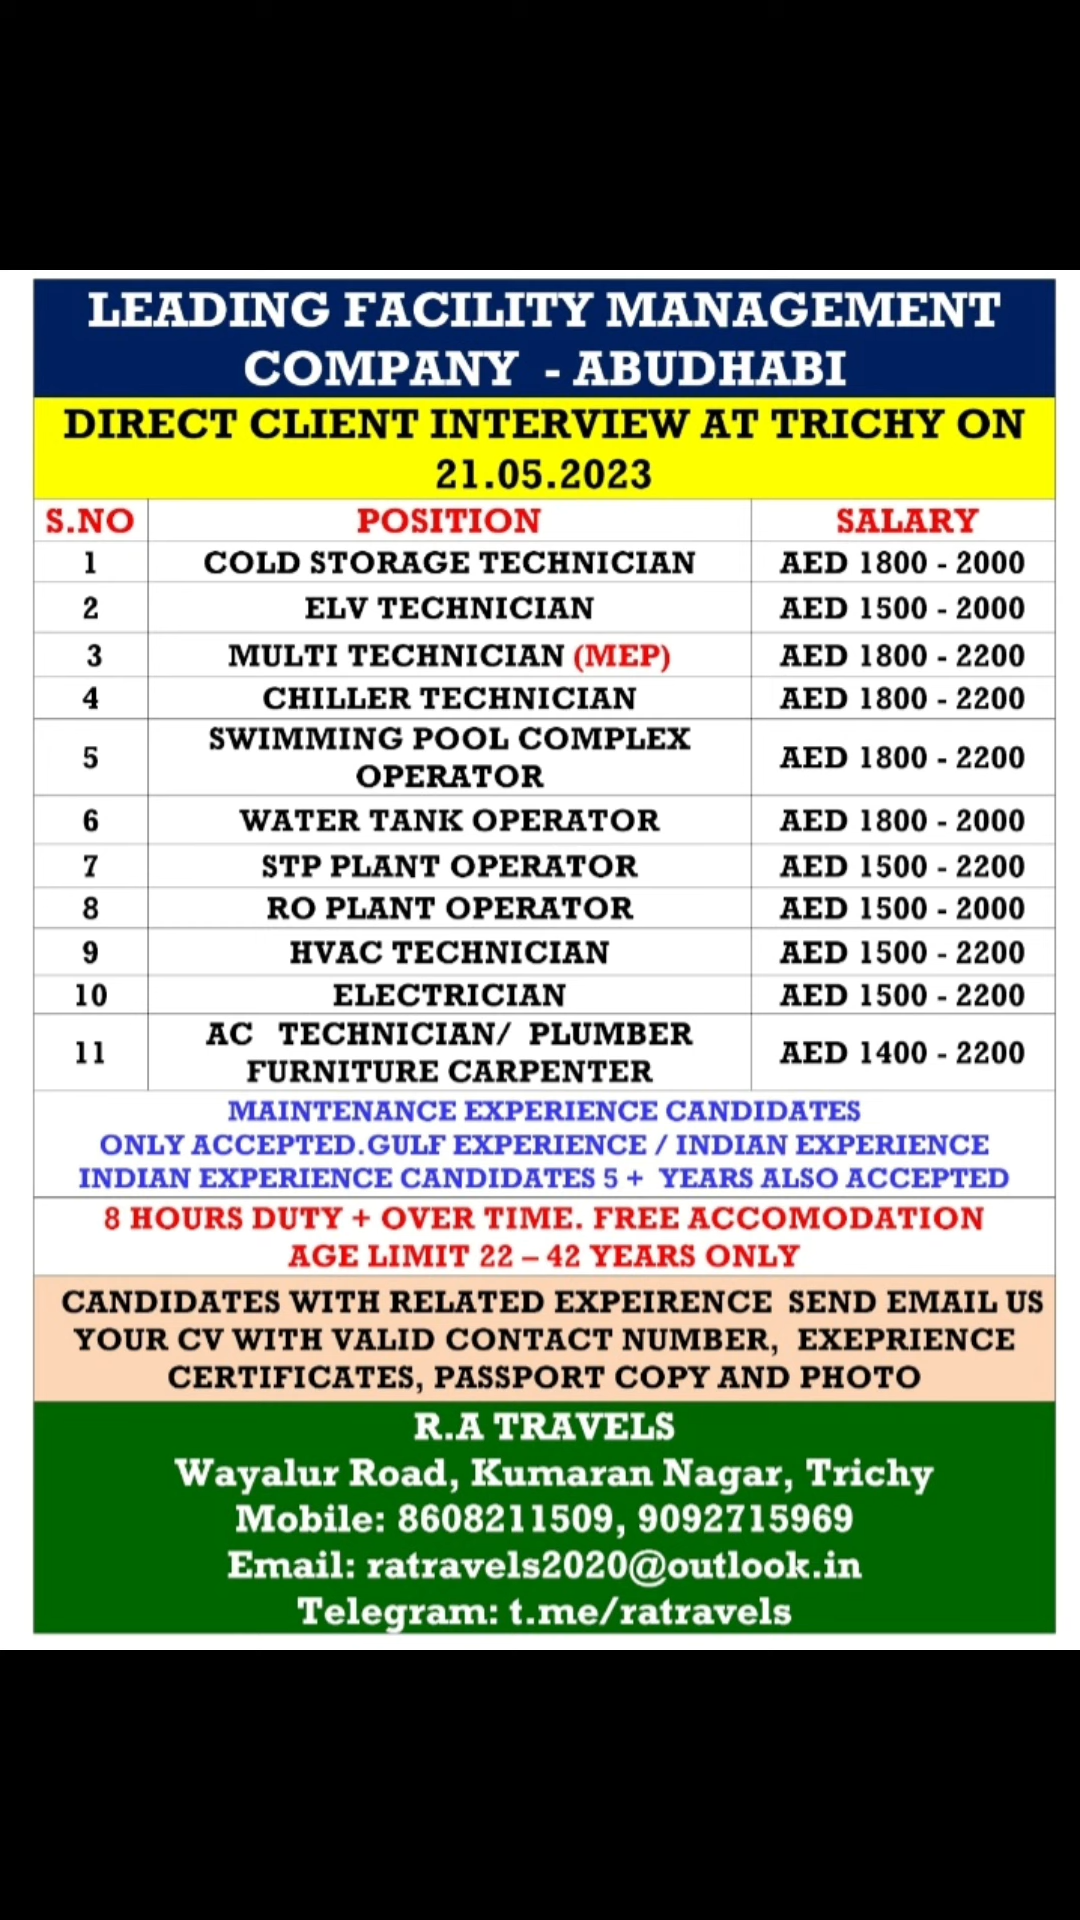 LEADING FACILITY MANAGEMENT
COMPANY - ABUDHABI
DIRECT CLIENT INTERVIEW AT TRICHY ON
21.05.2023
S.NO POSITION SALARY
1 COLD STORAGE TECHNICIAN AED 1800 - 2000
2 ELV TECHNICIAN AED 1500 - 2000
3 MULTI TECHNICIAN (MEP) AED 1800 - 2200
4 CHILLER TECHNICIAN AED 1800 - 2200
5 SWIMMING POOL COMPLEX
OPERATOR AED 1800 - 2200
6 WATER TANK OPERATOR AED 1800 - 2000
7 STP PLANT OPERATOR AED 1500 - 2200
8 RO PLANT OPERATOR AED 1500 - 2000
9 HVAC TECHNICIAN AED 1500 - 2200
10 ELECTRICIAN AED 1500 - 2200
11 AC TECHNICIAN/ PLUMBER
FURNITURE CARPENTER AED 1400 - 2200
MAINTENANCE EXPERIENCE CANDIDATES
ONLY ACCEPTED.GULF EXPERIENCE / INDIAN EXPERIENCE
INDIAN EXPERIENCE CANDIDATES 5 + YEARS ALSO ACCEPTED
8 HOURS DUTY + OVER TIME. FREE ACCOMODATION
AGE LIMIT 22 – 42 YEARS ONLY
CANDIDATES WITH RELATED EXPEIRENCE SEND EMAIL US
YOUR CV WITH VALID CONTACT NUMBER, EXEPRIENCE
CERTIFICATES, PASSPORT COPY AND PHOTO
R.A TRAVELS
Wayalur Road, Kumaran Nagar, Trichy
Mobile: 8608211509, 9092715969
Email: ratravels2020@outlook.in
Telegram: t.me/ratravels